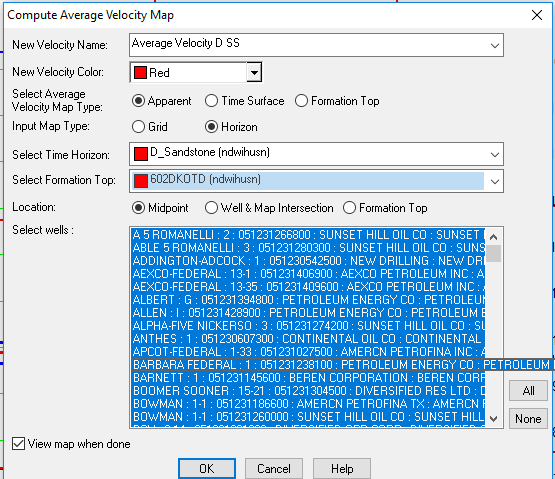 Compute Average Velocity Map
New Velocity Name: Average Velocity D SS
New Velocity Color: Red
Select Average Velocity Map Type: Apparent Time Surface Formation Top
Input Map Type: Grid Horizon
Select Time Horizon: D_Sandstone (ndwihusn)
Select Formation Top: 602DKOTD (ndwihusn)
Location: Midpoint Well & Map Intersection Formation Top
Select wells :
A 5 ROMANELLI : 2 : 051231266800 : SUNSET HILL OIL CO : SUNSET
ABLE 5 ROMANELLI : 3 : 051231280300 : SUNSET HILL OIL CO : SUN
ADDINGTON-ADCOCK : 1 : 051230542500 : NEW DRILLING : NEW DR
AEXCO-FEDERAL : 13-1 : 051231406900 : AEXCO PETROLEUM INC : A
AEXCO-FEDERAL : 13-35 : 051231409600 : AEXCO PETROLEUM INC :
ALBERT : G : 051231394800 : PETROLEUM ENERGY CO : PETROLEUM
ALLEN : I : 051231428900 : PETROLEUM ENERGY CO : PETROLEUM E
ALPHA-FIVE NICKERSO : 3 : 051231274200 : SUNSET HILL OIL CO : SU
ANTHES : 1 : 051230607300 : CONTINENTAL OIL CO : CONTINENTAL
APCOT-FEDERAL : 1-33 : 051231027500 : AMERCN PETROFINA INC : A
BARBARA FEDERAL : 1 : 051231238100 : PETROLEUM ENERGY CO : PETROLEUM
BARNETT : 1 : 051231145600 : BEREN CORPORATION : BEREN CORP
BOOMER SOONER : 15-21 : 051231304500 : DIVERSIFIED RES LTD : D
BOWMAN : 1-1 : 051231186600 : AMERCN PETROFINA TX : AMERCN
BOWMAN : 1-1 : 051231260000 : SUNSET HILL OIL CO : SUNSET HILL
All
None
View map when done
OK Cancel Help